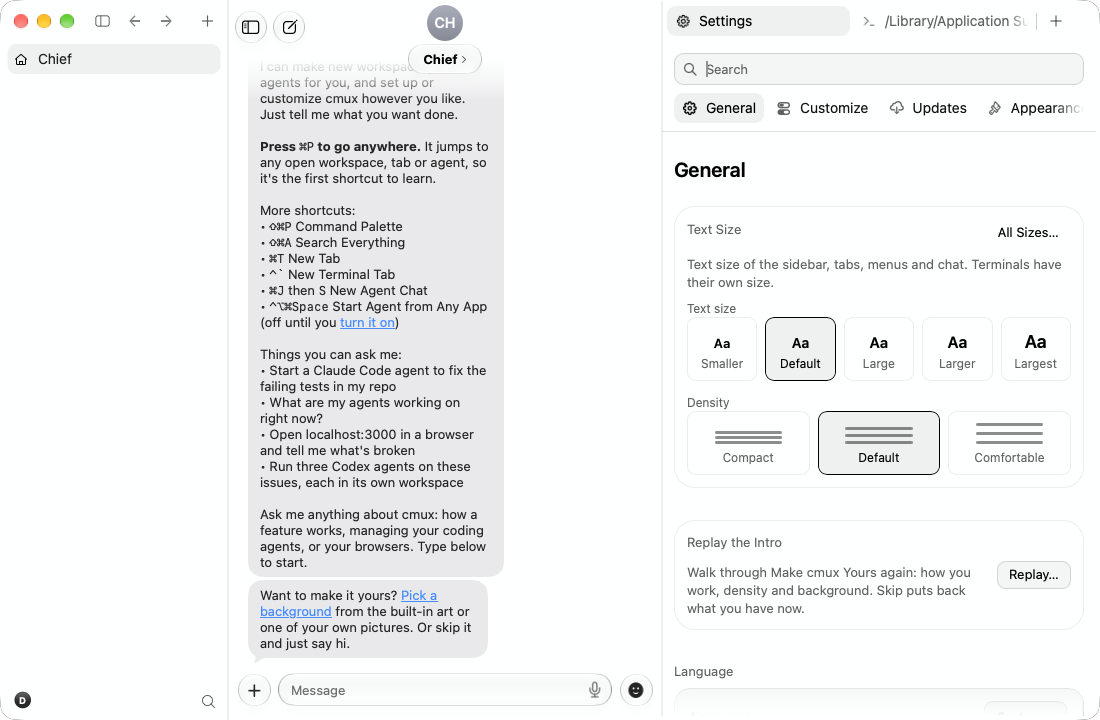 Chief
D
CH
Chief
I can make new workspac
agents for you, and set up or
customize cmux however you like.
Just tell me what you want done.
Press ⌘P to go anywhere. It jumps to
any open workspace, tab or agent, so
it's the first shortcut to learn.
More shortcuts:
• ⇧⌘P Command Palette
• ⇧⌘A Search Everything
• ⌘T New Tab
• ^` New Terminal Tab
• ⌘J then S New Agent Chat
• ^⌥⌘Space Start Agent from Any App
(off until you turn it on)
Things you can ask me:
• Start a Claude Code agent to fix the
failing tests in my repo
• What are my agents working on
right now?
• Open localhost:3000 in a browser
and tell me what's broken
• Run three Codex agents on these
issues, each in its own workspace
Ask me anything about cmux: how a
feature works, managing your coding
agents, or your browsers. Type below
to start.
Want to make it yours? Pick a
background from the built-in art or
one of your own pictures. Or skip it
and just say hi.
Message
Settings
/Library/Application Su
Search
General
Customize
Updates
Appearanc
General
Text Size
All Sizes...
Text size of the sidebar, tabs, menus and chat. Terminals have
their own size.
Text size
Aa Aa Aa Aa Aa
Smaller Default Large Larger Largest
Density
Compact Default Comfortable
Replay the Intro
Walk through Make cmux Yours again: how you
work, density and background. Skip puts back
what you have now.
Replay...
Language